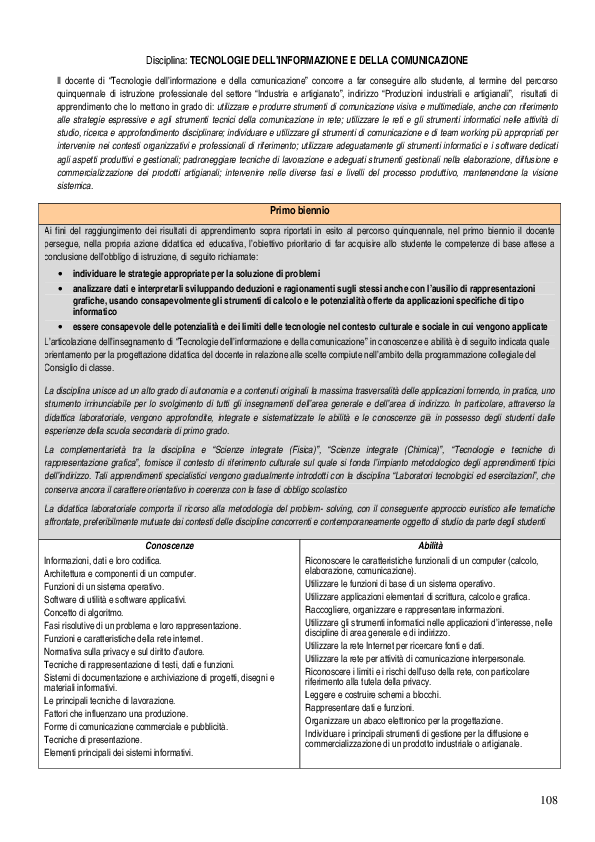 Disciplina: TECNOLOGIE DELL'INFORMAZIONE E DELLA COMUNICAZIONE
Il docente di "Tecnologie dell'informazione e della comunicazione" concorre a far conseguire allo studente, al termine del percorso
quinquennale di istruzione professionale del settore "Industria e artigianato", indirizzo "Produzioni industriali e artigianali", risultati di
apprendimento che lo mettono in grado di: utilizzare e produrre strumenti di comunicazione visiva e multimediale, anche con riferimento
alle strategie espressive e agli strumenti tecnici della comunicazione in rete; utilizzare le reti e gli strumenti informatici nelle attività di
studio, ricerca e approfondimento disciplinare; individuare e utilizzare gli strumenti di comunicazione e di team working più appropriati per
intervenire nei contesti organizzativi e professionali di riferimento; utilizzare adeguatamente gli strumenti informatici e i software dedicati
agli aspetti produttivi e gestionali; padroneggiare tecniche di lavorazione e adeguati strumenti gestionali nella elaborazione, diffusione e
commercializzazione dei prodotti artigianali; intervenire nelle diverse fasi e livelli del processo produttivo, mantenendone la visione
sistemica.
Primo biennio
Ai fini del raggiungimento dei risultati di apprendimento sopra riportati in esito al percorso quinquennale, nel primo biennio il docente
persegue, nella propria azione didattica ed educativa, l'obiettivo prioritario di far acquisire allo studente le competenze di base attese a
conclusione dell'obbligo di istruzione, di seguito richiamate:
• individuare le strategie appropriate per la soluzione di problemi
• analizzare dati e interpretarli sviluppando deduzioni e ragionamenti sugli stessi anche con l'ausilio di rappresentazioni
grafiche, usando consapevolmente gli strumenti di calcolo e le potenzialità offerte da applicazioni specifiche di tipo
informatico
• essere consapevole delle potenzialità e dei limiti delle tecnologie nel contesto culturale e sociale in cui vengono applicate
L'articolazione dell'insegnamento di "Tecnologie dell'informazione e della comunicazione" in conoscenze e abilità è di seguito indicata quale
orientamento per la progettazione didattica del docente in relazione alle scelte compiute nell'ambito della programmazione collegiale del
Consiglio di classe.
La disciplina unisce ad un alto grado di autonomia e a contenuti originali la massima trasversalità delle applicazioni fornendo, in pratica, uno
strumento irrinunciabile per lo svolgimento di tutti gli insegnamenti dell'area generale e dell'area di indirizzo. In particolare, attraverso la
didattica laboratoriale, vengono approfondite, integrate e sistematizzate le abilità e le conoscenze già in possesso degli studenti dalle
esperienze della scuola secondaria di primo grado.
La complementarietà tra la disciplina e "Scienze integrate (Fisica)", "Scienze integrate (Chimica)", "Tecnologie e tecniche di
rappresentazione grafica", fornisce il contesto di riferimento culturale sul quale si fonda l'impianto metodologico degli apprendimenti tipici
dell'indirizzo. Tali apprendimenti specialistici vengono gradualmente introdotti con la disciplina "Laboratori tecnologici ed esercitazioni", che
conserva ancora il carattere orientativo in coerenza con la fase di obbligo scolastico
La didattica laboratoriale comporta il ricorso alla metodologia del problem- solving, con il conseguente approccio euristico alle tematiche
affrontate, preferibilmente mutuate dai contesti delle discipline concorrenti e contemporaneamente oggetto di studio da parte degli studenti
Conoscenze
Informazioni, dati e loro codifica.
Architettura e componenti di un computer.
Funzioni di un sistema operativo.
Software di utilità e software applicativi.
Concetto di algoritmo.
Fasi risolutive di un problema e loro rappresentazione.
Funzioni e caratteristiche della rete internet.
Normativa sulla privacy e sul diritto d'autore.
Tecniche di rappresentazione di testi, dati e funzioni.
Sistemi di documentazione e archiviazione di progetti, disegni e
materiali informativi.
Le principali tecniche di lavorazione.
Fattori che influenzano una produzione.
Forme di comunicazione commerciale e pubblicità.
Tecniche di presentazione.
Elementi principali dei sistemi informativi.
Abilità
Riconoscere le caratteristiche funzionali di un computer (calcolo,
elaborazione, comunicazione).
Utilizzare le funzioni di base di un sistema operativo.
Utilizzare applicazioni elementari di scrittura, calcolo e grafica.
Raccogliere, organizzare e rappresentare informazioni.
Utilizzare gli strumenti informatici nelle applicazioni d'interesse, nelle
discipline di area generale e di indirizzo.
Utilizzare la rete Internet per ricercare fonti e dati.
Utilizzare la rete per attività di comunicazione interpersonale.
Riconoscere i limiti e i rischi dell'uso della rete, con particolare
riferimento alla tutela della privacy.
Leggere e costruire schemi a blocchi.
Rappresentare dati e funzioni.
Organizzare un abaco elettronico per la progettazione.
Individuare i principali strumenti di gestione per la diffusione e
commercializzazione di un prodotto industriale o artigianale.
108